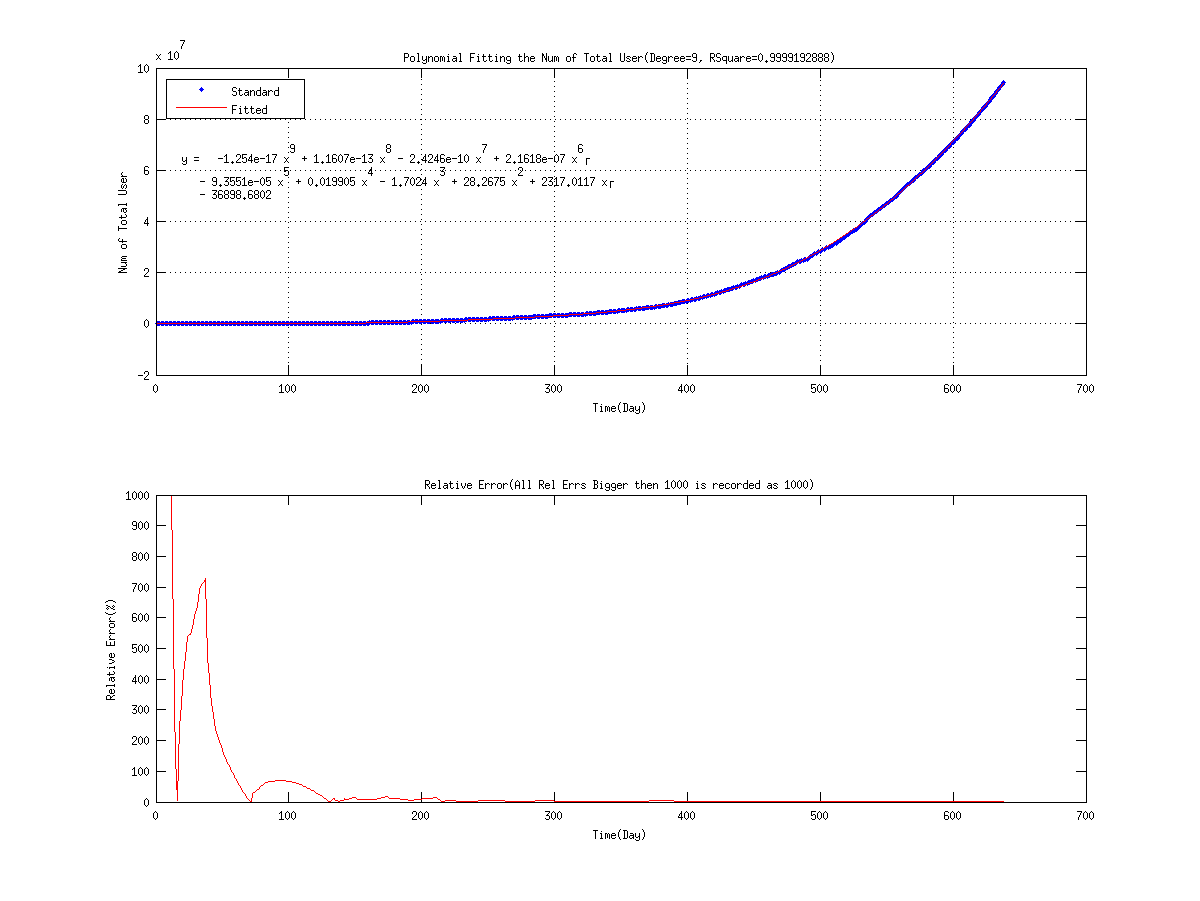 7
x 10
Polynomial Fitting the Num of Total User(Degree=9, RSquare=0.9999192888)
10
8
6
4
2
0
-2
Num of Total User
Standard
Fitted
9 8 7 6
y = -1.254e-17 x + 1.1607e-13 x - 2.4246e-10 x + 2.1618e-07 x
5 4 3 2
- 9.3551e-05 x + 0.019905 x - 1.7024 x + 28.2675 x + 2317.0117 x
- 36898.6802
0 100 200 300 400 500 600 700
Time(Day)
Relative Error(All Rel Errs Bigger then 1000 is recorded as 1000)
1000
900
800
700
600
500
400
300
200
100
0
Relative Error(%)
0 100 200 300 400 500 600 700
Time(Day)